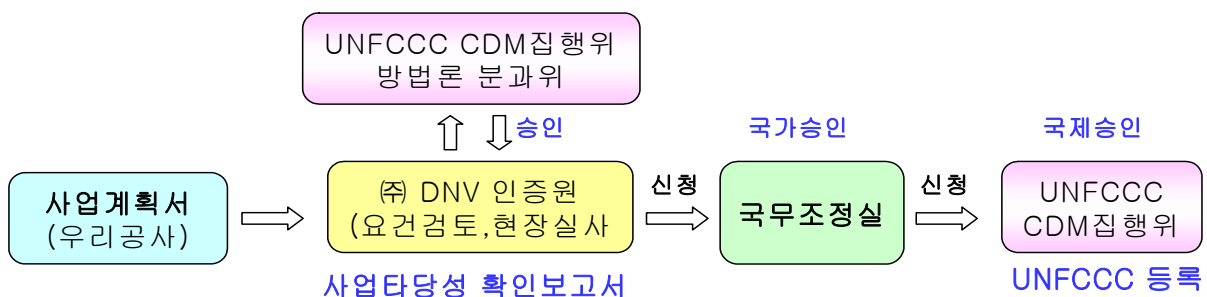 UNFCCC CDM집행위
방법론 분과위
승인
국가승인
국제승인
사업계획서
(우리공사)
㈜ DNV 인증원
(요건검토,현장실사
신청
국무조정실
신청
UNFCCC
CDM집행위
사업타당성 확인보고서
UNFCCC 등록